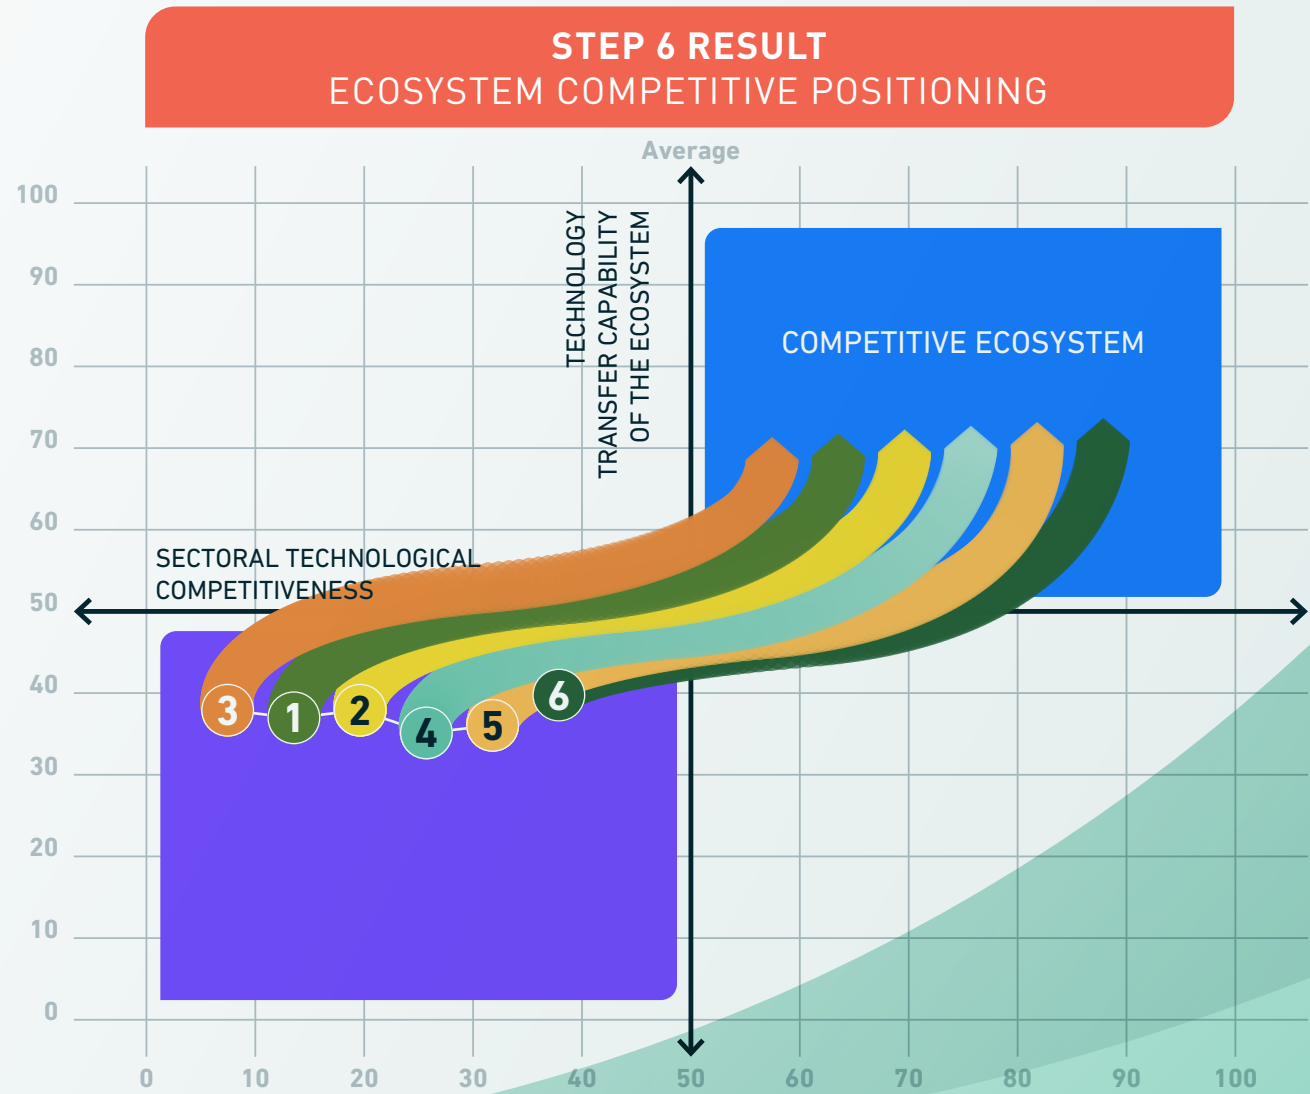 STEP 6 RESULT
ECOSYSTEM COMPETITIVE POSITIONING
Average
100
90
80
70
60
50
40
30
20
10
0
TECHNOLOGY
TRANSFER CAPABILITY
OF THE ECOSYSTEM
COMPETITIVE ECOSYSTEM
SECTORAL TECHNOLOGICAL
COMPETITIVENESS
3 1 2 4 5 6
0 10 20 30 40 50 60 70 80 90 100